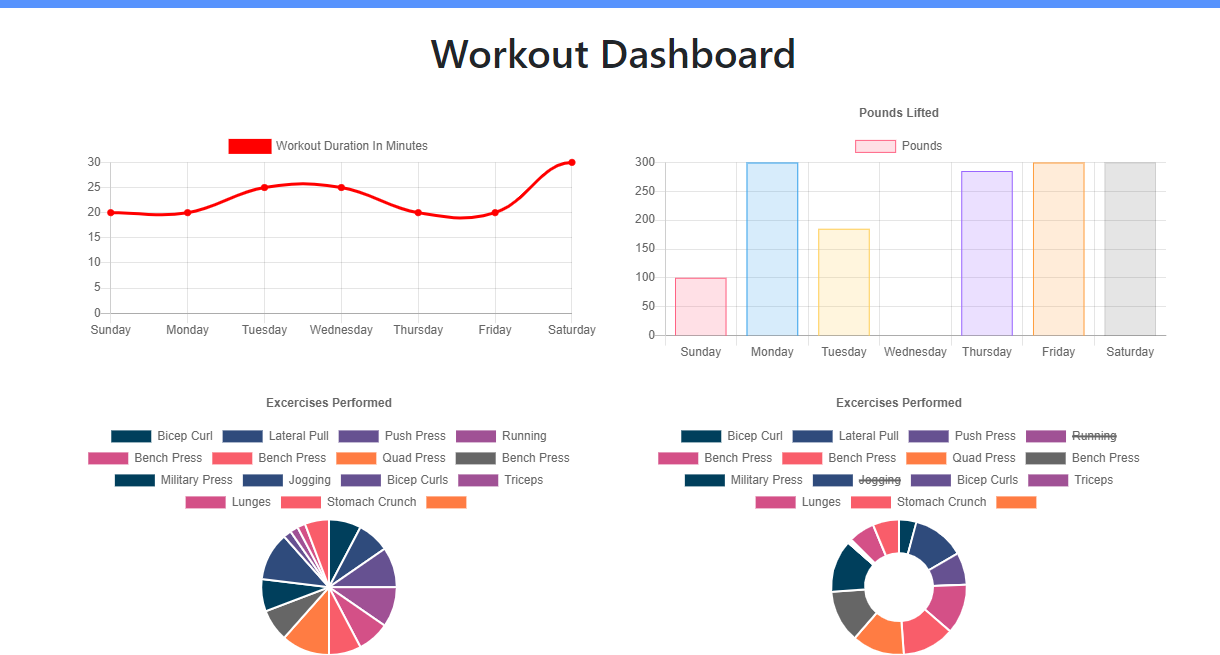 Workout Dashboard
Workout Duration In Minutes
30
25
20
15
10
5
0
Sunday Monday Tuesday Wednesday Thursday Friday Saturday
Pounds Lifted
Pounds
300
250
200
150
100
50
0
Sunday Monday Tuesday Wednesday Thursday Friday Saturday
Excercises Performed
Bicep Curl Lateral Pull Push Press Running
Bench Press Bench Press Quad Press Bench Press
Military Press Jogging Bicep Curls Triceps
Lunges Stomach Crunch
Excercises Performed
Bicep Curl Lateral Pull Push Press Running
Bench Press Bench Press Quad Press Bench Press
Military Press Jogging Bicep Curls Triceps
Lunges Stomach Crunch